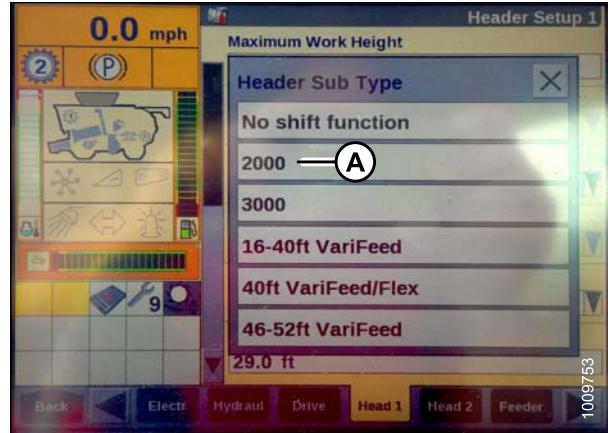 0.0 mph
Header Setup 1
Maximum Work Height
2
(P)
Header Sub Type
No shift function
2000
A
3000
16-40ft VariFeed
40ft VariFeed/Flex
46-52ft VariFeed
9
29.0 ft
Back
Electr
Hydraul
Drive
Head 1
Head 2
Feeder
1009753